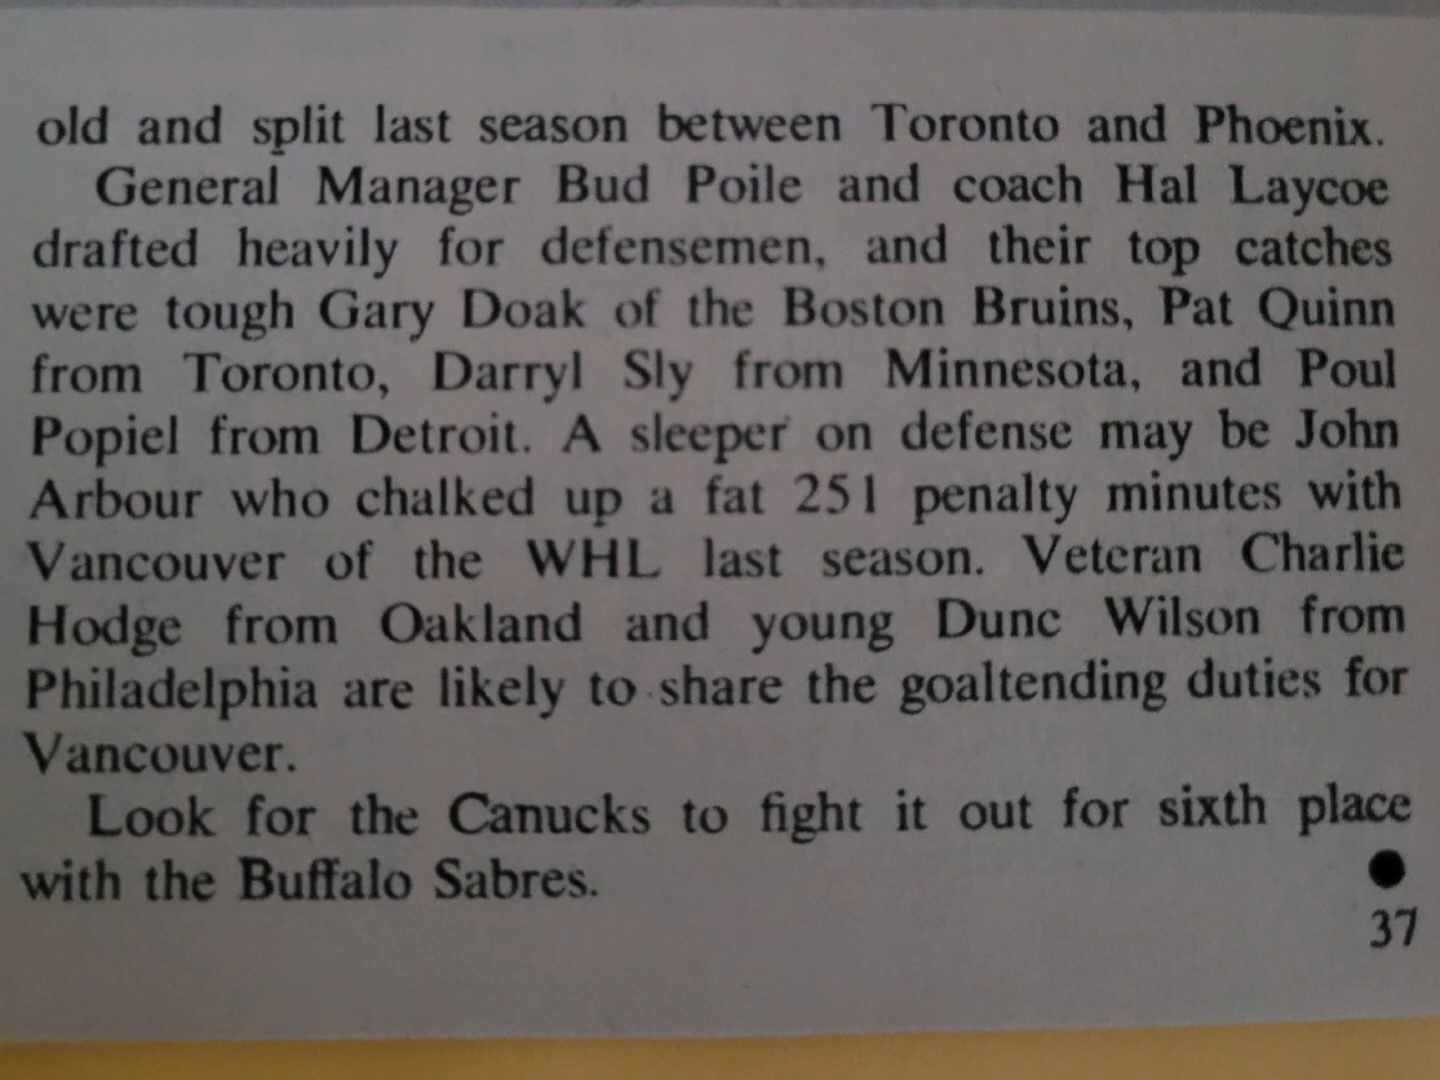 old and split last season between Toronto and Phoenix.
General Manager Bud Poile and coach Hal Laycoe
drafted heavily for defensemen, and their top catches
were tough Gary Doak of the Boston Bruins, Pat Quinn
from Toronto, Darryl Sly from Minnesota, and Poul
Popiel from Detroit. A sleeper on defense may be John
Arbour who chalked up a fat 251 penalty minutes with
Vancouver of the WHL last season. Veteran Charlie
Hodge from Oakland and young Dunc Wilson from
Philadelphia are likely to share the goaltending duties for
Vancouver.
Look for the Canucks to fight it out for sixth place
with the Buffalo Sabres. ●
37